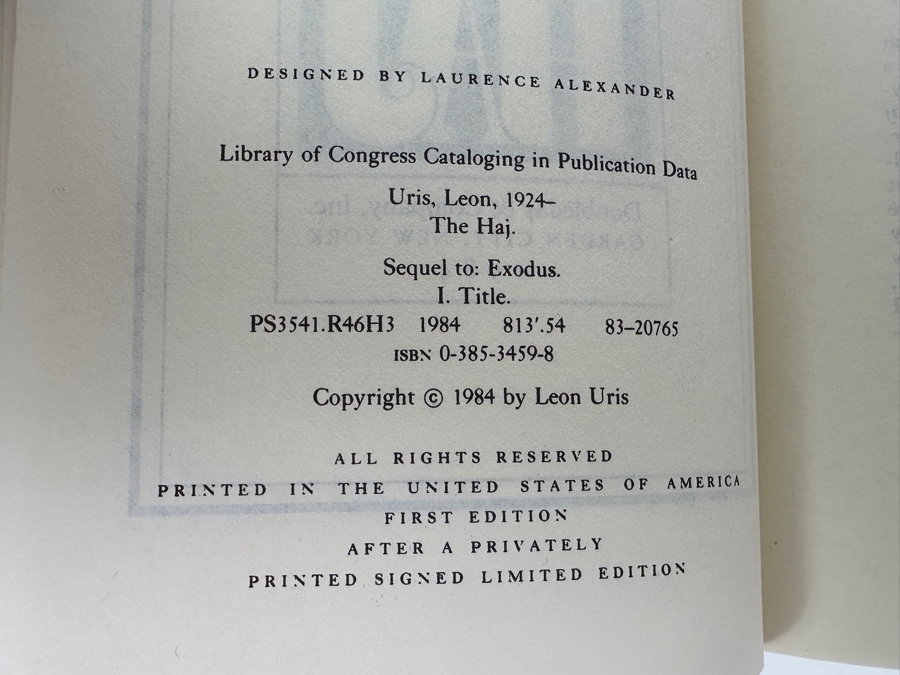 DESIGNED BY LAURENCE ALEXANDER
Library of Congress Cataloging in Publication Data
Uris, Leon, 1924–
The Haj.
Sequel to: Exodus.
I. Title.
PS3541.R46H3 1984 813'.54 83–20765
ISBN 0-385-3459-8
Copyright © 1984 by Leon Uris
ALL RIGHTS RESERVED
PRINTED IN THE UNITED STATES OF AMERICA
FIRST EDITION
AFTER A PRIVATELY
PRINTED SIGNED LIMITED EDITION